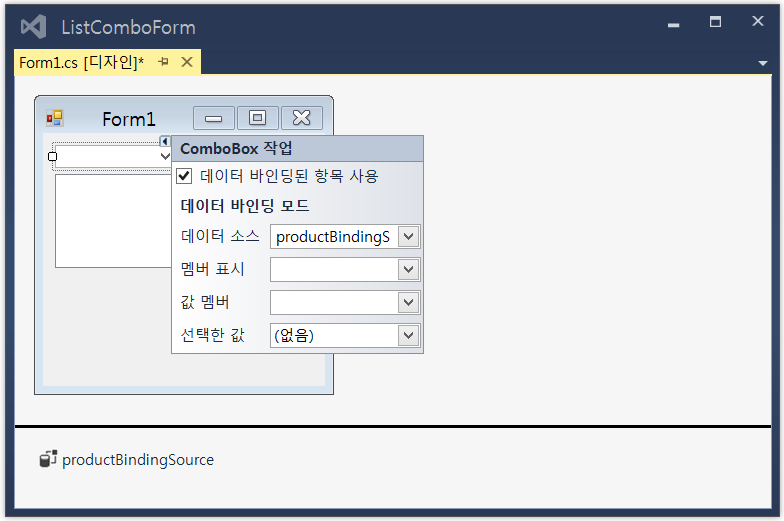 ListComboForm
Form1.cs [디자인]*
Form1
ComboBox 작업
데이터 바인딩된 항목 사용
데이터 바인딩 모드
데이터 소스 productBindingS
멤버 표시
값 멤버
선택한 값 (없음)
productBindingSource